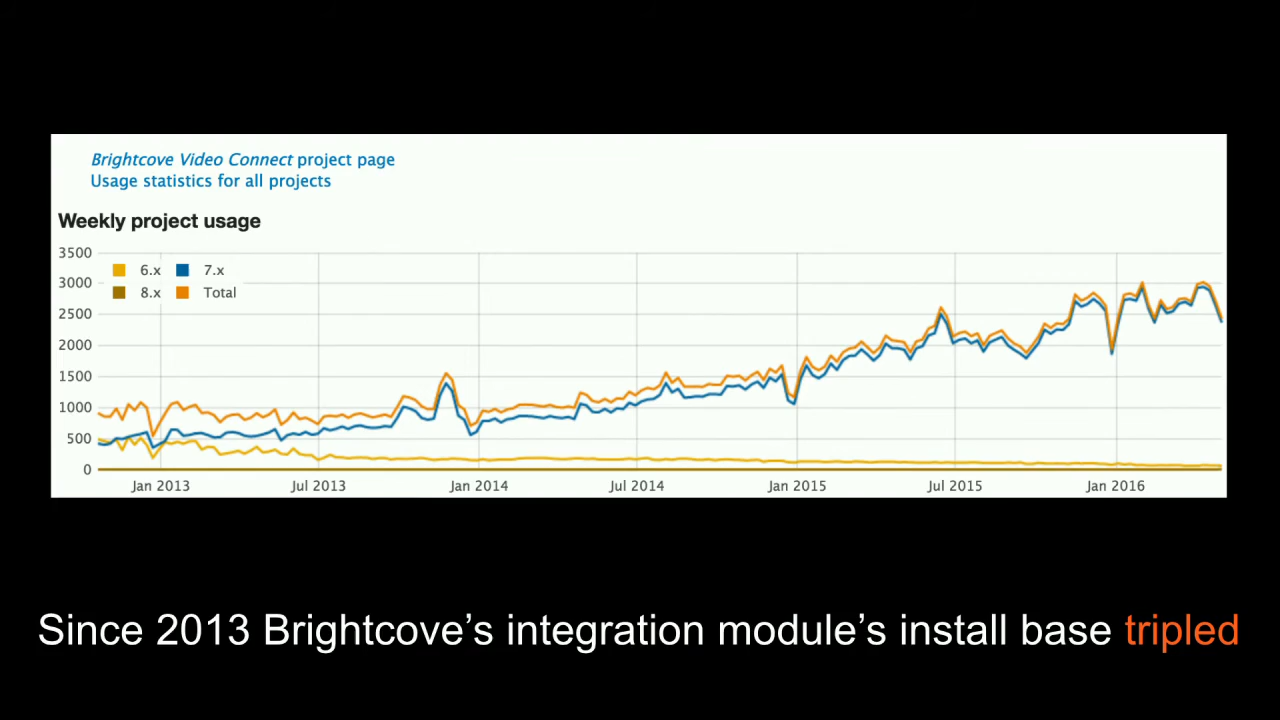 Brightcove Video Connect project page
Usage statistics for all projects
Weekly project usage
3500
6.x 7.x
3000
8.x Total
2500
2000
1500
1000
500
0
Jan 2013 Jul 2013 Jan 2014 Jul 2014 Jan 2015 Jul 2015 Jan 2016
Since 2013 Brightcove’s integration module’s install base tripled